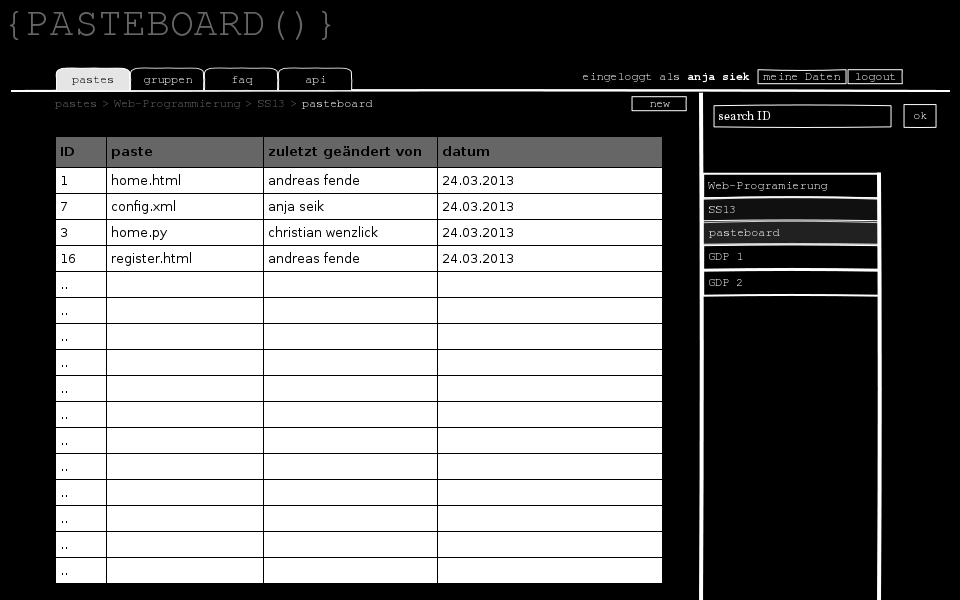 {PASTEBOARD()}
pastes gruppen faq api
eingeloggt als anja siek meine Daten logout
pastes > Web-Programmierung > SS13 > pasteboard
new
search ID ok
ID paste zuletzt geändert von datum
1 home.html andreas fende 24.03.2013
7 config.xml anja seik 24.03.2013
3 home.py christian wenzlick 24.03.2013
16 register.html andreas fende 24.03.2013
..
..
..
..
..
..
..
..
..
..
..
..
Web-Programierung
SS13
pasteboard
GDP 1
GDP 2